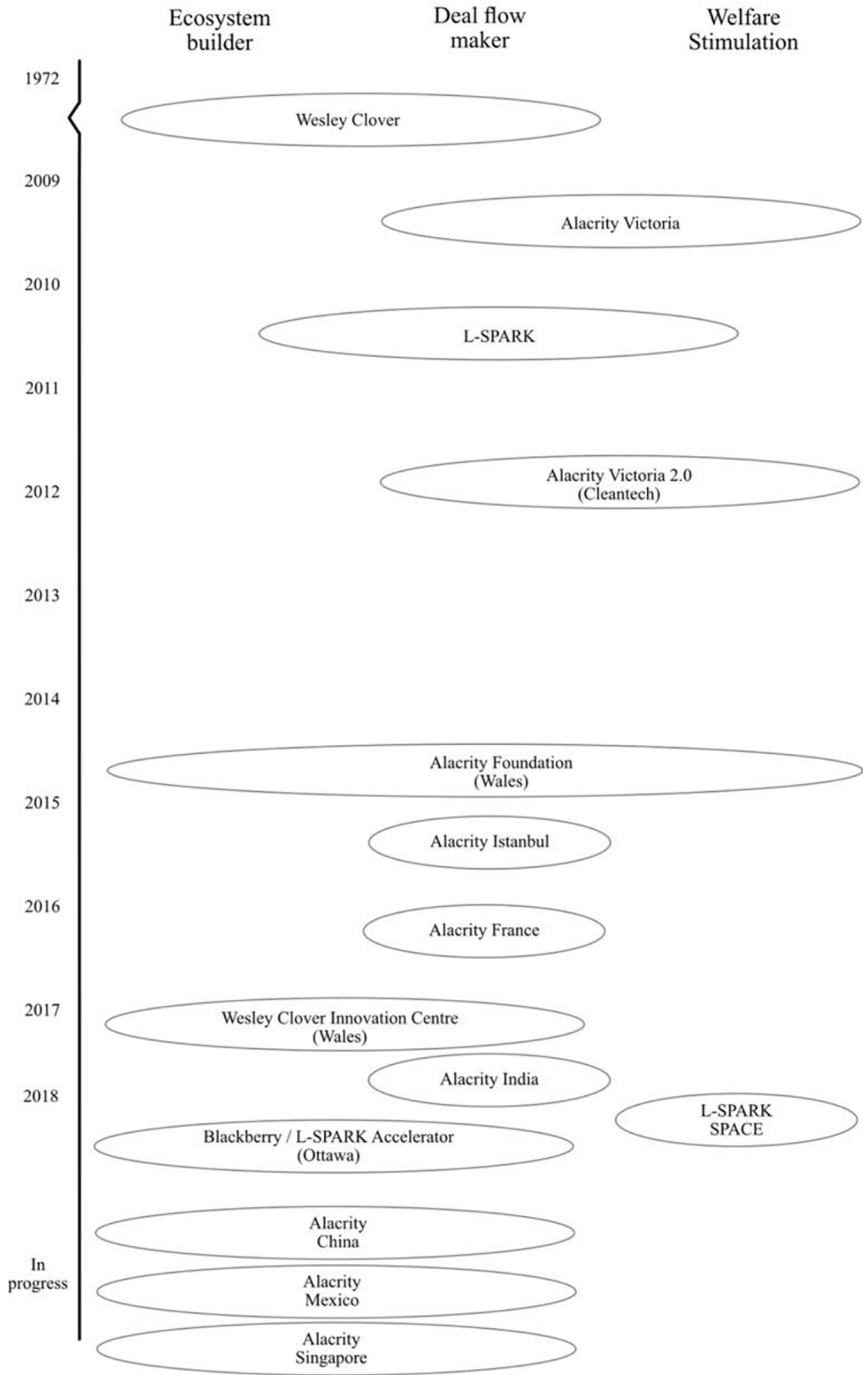 Ecosystem
builder
Deal flow
maker
Welfare
Stimulation
1972
Wesley Clover
2009
Alacrity Victoria
2010
L-SPARK
2011
Alacrity Victoria 2.0
(Cleantech)
2012
2013
2014
Alacrity Foundation
(Wales)
2015
Alacrity Istanbul
2016
Alacrity France
2017
Wesley Clover Innovation Centre
(Wales)
Alacrity India
2018
L-SPARK
SPACE
Blackberry / L-SPARK Accelerator
(Ottawa)
Alacrity
China
In
progress
Alacrity
Mexico
Alacrity
Singapore